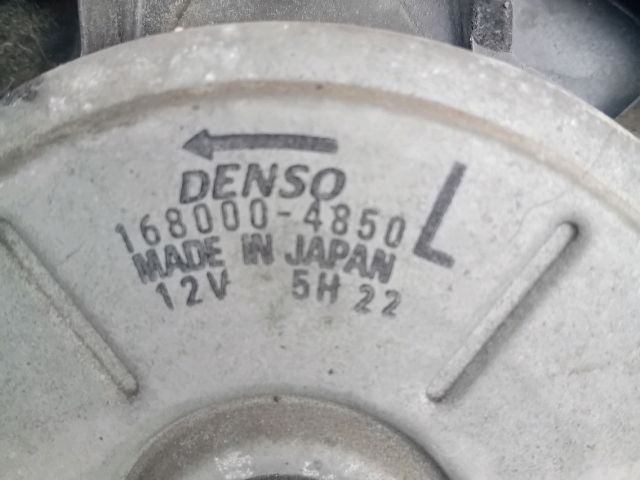 DENSO
168000-4850 L
MADE IN JAPAN
12V 5H 22